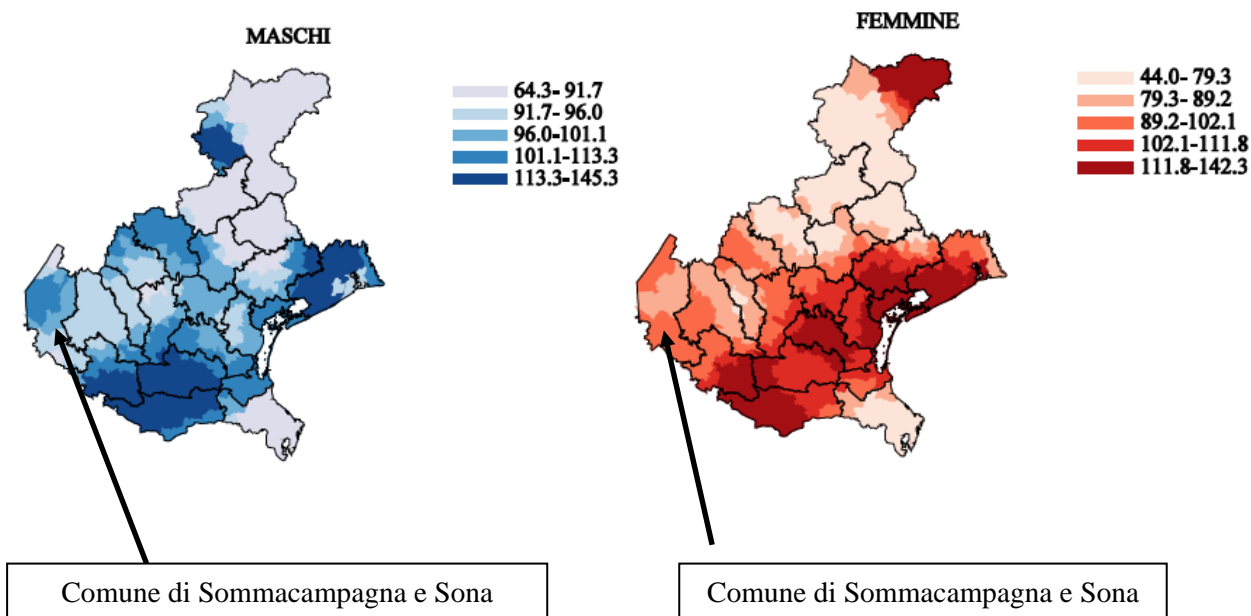 MASCHI
64.3- 91.7
91.7- 96.0
96.0-101.1
101.1-113.3
113.3-145.3
Comune di Sommacampagna e Sona
FEMMINE
44.0- 79.3
79.3- 89.2
89.2-102.1
102.1-111.8
111.8-142.3
Comune di Sommacampagna e Sona